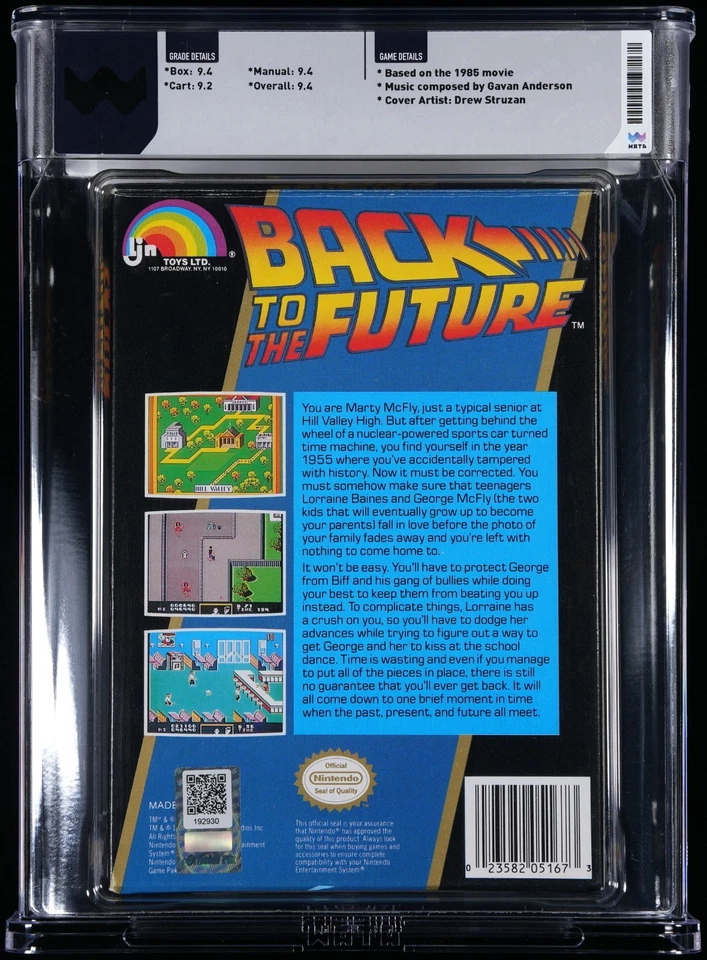 GRADE DETAILS
*Box: 9.4 *Manual: 9.4
*Cart: 9.2 *Overall: 9.4
GAME DETAILS
* Based on the 1985 movie
* Music composed by Gavan Anderson
* Cover Artist: Drew Struzan
WATA
ljn
TOYS LTD. ®
1107 BROADWAY, NY, NY 10010
BACK
TO
THE FUTURE™
HILL VALLEY
You are Marty McFly, just a typical senior at
Hill Valley High. But after getting behind the
wheel of a nuclear-powered sports car turned
time machine, you find yourself in the year
1955 where you've accidentally tampered
with history. Now it must be corrected. You
must somehow make sure that teenagers
Lorraine Baines and George McFly (the two
kids that will eventually grow up to become
your parents) fall in love before the photo of
your family fades away and you're left with
nothing to come home to.
It won't be easy. You'll have to protect George
from Biff and his gang of bullies while doing
your best to keep them from beating you up
instead. To complicate things, Lorraine has
a crush on you, so you'll have to dodge her
advances while trying to figure out a way to
get George and her to kiss at the school
dance. Time is wasting and even if you manage
to put all of the pieces in place, there is still
no guarantee that you'll ever get back. It will
all come down to one brief moment in time
when the past, present, and future all meet.
Official
Nintendo
Seal of Quality
This official seal is your assurance
that Nintendo® has approved the
quality of this product. Always look
for this seal when buying games and
accessories to ensure complete
compatibility with your Nintendo
Entertainment System®
MADE
TM & ©
TM & ©
All Rights
Nintendo
System®
Nintendo
Game Pak
192930
0 23582 05167 3
WATA